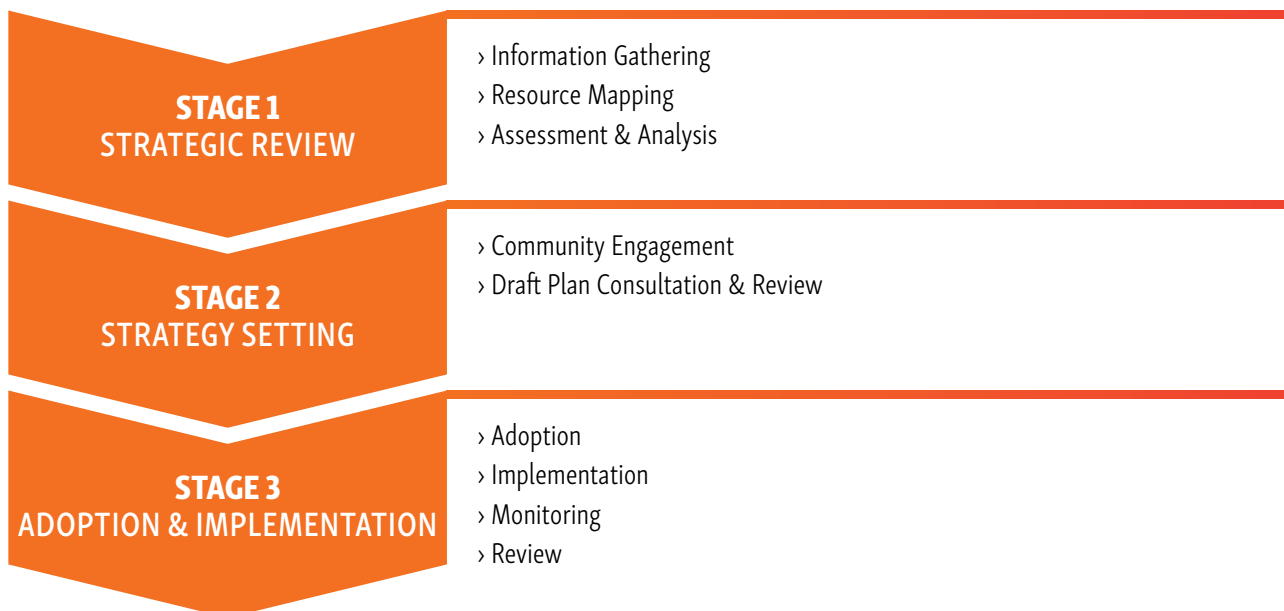 STAGE 1
STRATEGIC REVIEW
› Information Gathering
› Resource Mapping
› Assessment & Analysis
STAGE 2
STRATEGY SETTING
› Community Engagement
› Draft Plan Consultation & Review
STAGE 3
ADOPTION & IMPLEMENTATION
› Adoption
› Implementation
› Monitoring
› Review